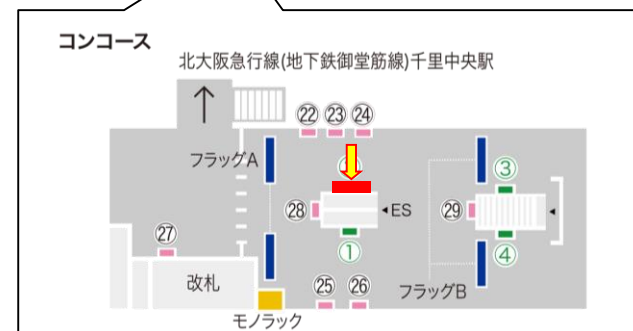 コンコース
北大阪急行線(地下鉄御堂筋線)千里中央駅
㉒ ㉓ ㉔
フラッグA
③
㉘
◂ES
㉙
①
④
㉗
改札
㉕ ㉖
フラッグB
モノラック